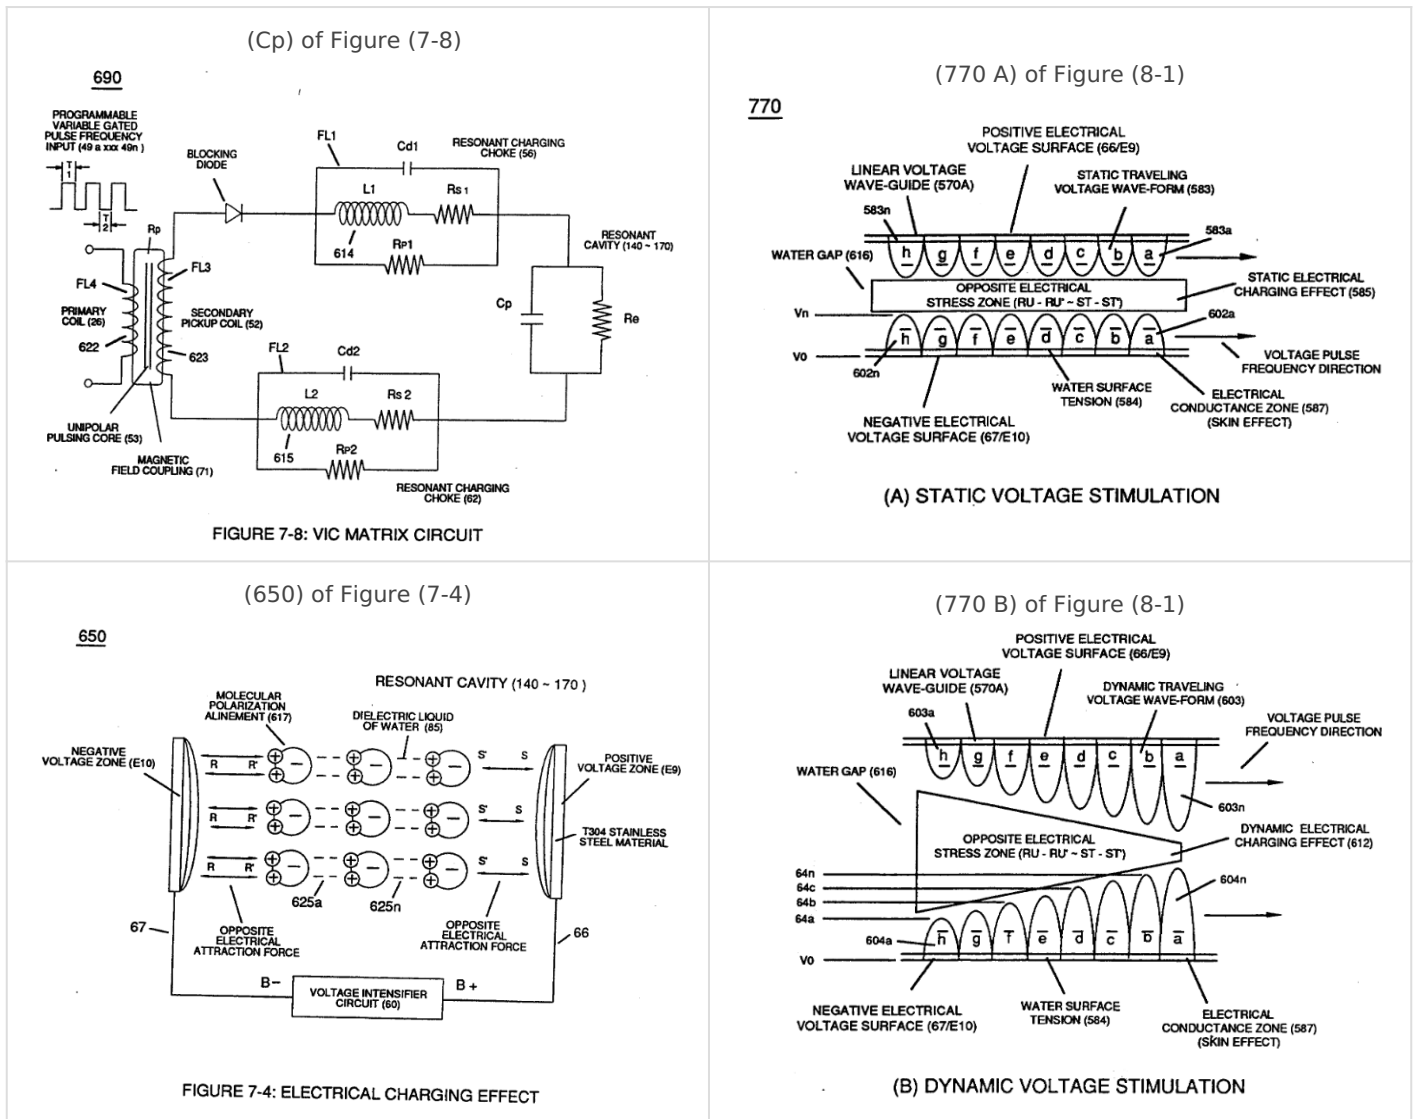 (Cp) of Figure (7-8)
690
PROGRAMMABLE
VARIABLE GATED
PULSE FREQUENCY
INPUT (49 a xxx 49n )
T
1
T
2
BLOCKING
DIODE
FL1
Cd1
RESONANT CHARGING
CHOKE (56)
L1
Rs 1
614
Rp1
RESONANT
CAVITY (140 ~ 170)
Rp
FL3
FL4
PRIMARY
COIL (26)
622
SECONDARY
PICKUP COIL (52)
623
Cp
Re
FL2
Cd2
L2
Rs 2
615
Rp2
UNIPOLAR
PULSING CORE (53)
MAGNETIC
FIELD COUPLING (71)
RESONANT CHARGING
CHOKE (62)
FIGURE 7-8: VIC MATRIX CIRCUIT
(770 A) of Figure (8-1)
770
POSITIVE ELECTRICAL
VOLTAGE SURFACE (66/E9)
LINEAR VOLTAGE
WAVE-GUIDE (570A)
STATIC TRAVELING
VOLTAGE WAVE-FORM (583)
583n
583a
h g f e d c b a
WATER GAP (616)
OPPOSITE ELECTRICAL
STRESS ZONE (RU - RU' ~ ST - ST')
STATIC ELECTRICAL
CHARGING EFFECT (585)
Vn
602a
h g f e d c b a
Vo
602n
VOLTAGE PULSE
FREQUENCY DIRECTION
WATER SURFACE
TENSION (584)
ELECTRICAL
CONDUCTANCE ZONE (587)
(SKIN EFFECT)
NEGATIVE ELECTRICAL
VOLTAGE SURFACE (67/E10)
(A) STATIC VOLTAGE STIMULATION
(650) of Figure (7-4)
650
RESONANT CAVITY (140 ~ 170 )
MOLECULAR
POLARIZATION
ALINEMENT (617)
DIELECTRIC LIQUID
OF WATER (85)
NEGATIVE
VOLTAGE ZONE (E10)
POSITIVE
VOLTAGE ZONE (E9)
R R' + − − − S' S
+
R R' + − − − S' S
+
T304 STAINLESS
STEEL MATERIAL
R R' + − − − S' S
+
625a
625n
67
OPPOSITE
ELECTRICAL
ATTRACTION FORCE
OPPOSITE
ELECTRICAL
ATTRACTION FORCE
66
B−
VOLTAGE INTENSIFIER
CIRCUIT (60)
B +
FIGURE 7-4: ELECTRICAL CHARGING EFFECT
(770 B) of Figure (8-1)
POSITIVE ELECTRICAL
VOLTAGE SURFACE (66/E9)
LINEAR VOLTAGE
WAVE-GUIDE (570A)
DYNAMIC TRAVELING
VOLTAGE WAVE-FORM (603)
603a
VOLTAGE PULSE
FREQUENCY DIRECTION
h g f e d c b a
WATER GAP (616)
603n
OPPOSITE ELECTRICAL
STRESS ZONE (RU - RU' ~ ST - ST')
DYNAMIC ELECTRICAL
CHARGING EFFECT (612)
64n
64c
64b
64a
604n
604a
h g f e d c b a
Vo
NEGATIVE ELECTRICAL
VOLTAGE SURFACE (67/E10)
WATER SURFACE
TENSION (584)
ELECTRICAL
CONDUCTANCE ZONE (587)
(SKIN EFFECT)
(B) DYNAMIC VOLTAGE STIMULATION